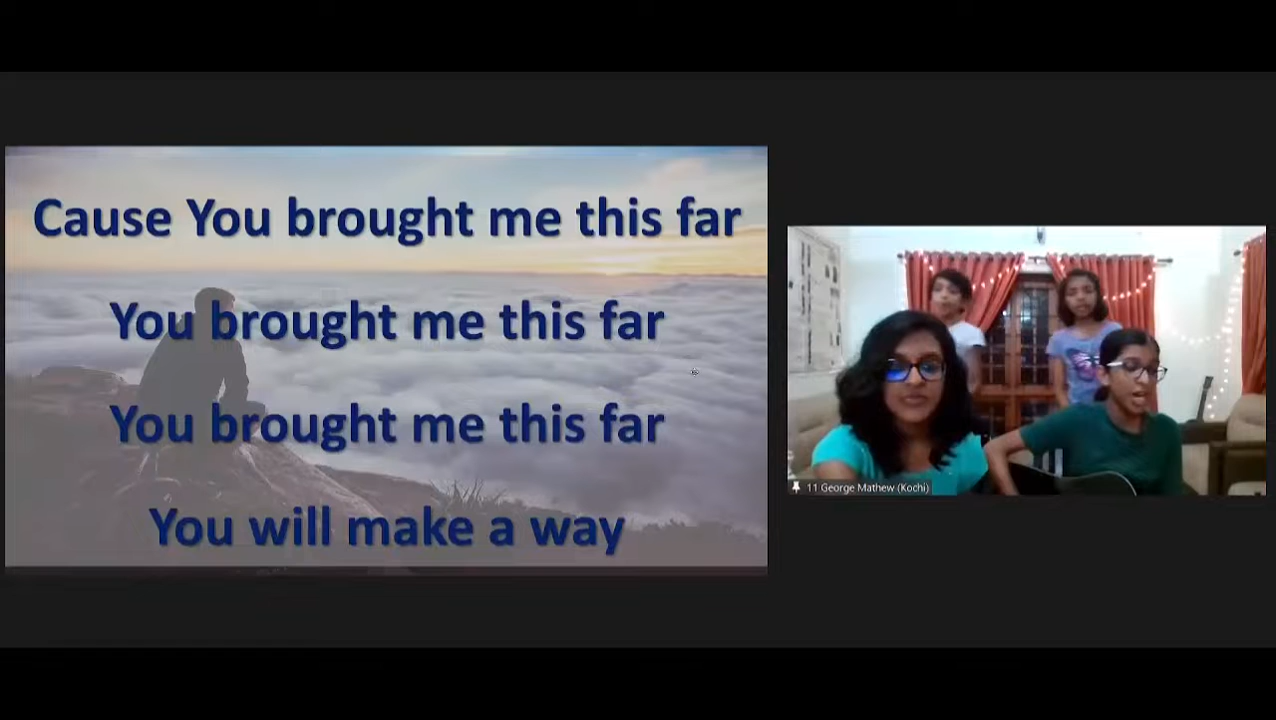 Cause You brought me this far
You brought me this far
You brought me this far
You will make a way
11 George Mathew (Kochi)